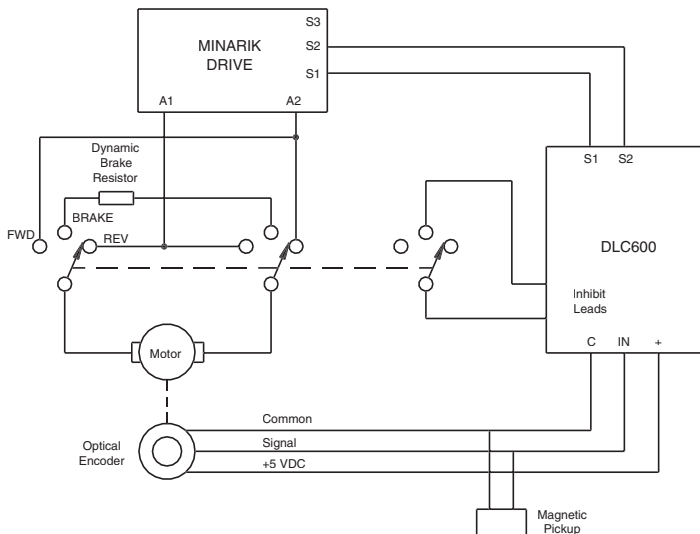 MINARIK
DRIVE
S3
S2
S1
A1
A2
Dynamic
Brake
Resistor
BRAKE
FWD
REV
S1
S2
DLC600
Inhibit
Leads
C
IN
+
Motor
Optical
Encoder
Common
Signal
+5 VDC
Magnetic
Pickup